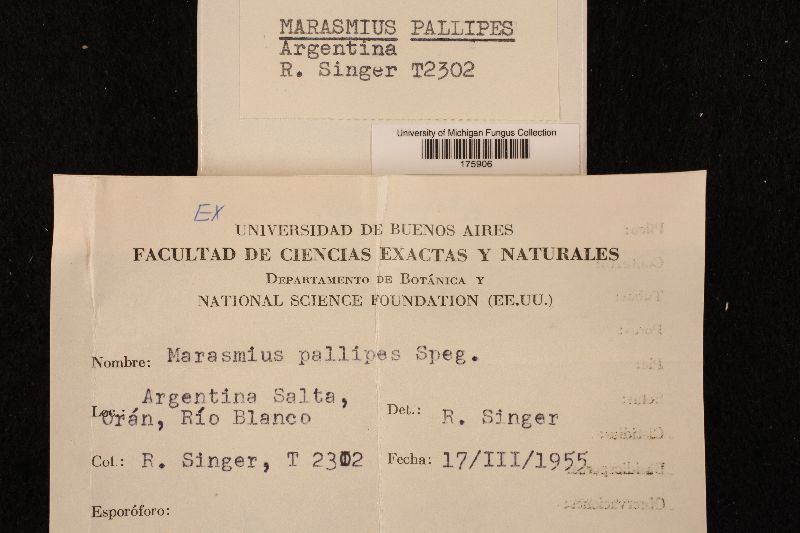 MARASMIUS PALLIPES
Argentina
R. Singer T2302
University of Michigan Fungus Collection
175906
EX
UNIVERSIDAD DE BUENOS AIRES
FACULTAD DE CIENCIAS EXACTAS Y NATURALES
DEPARTAMENTO DE BOTÁNICA Y
NATIONAL SCIENCE FOUNDATION (EE.UU.)
Nombre: Marasmius pallipes Speg.
Loc.: Argentina Salta,
Orán, Río Blanco
Det.: R. Singer
Col.: R. Singer, T 2302
Fecha: 17/III/1955
Esporóforo: